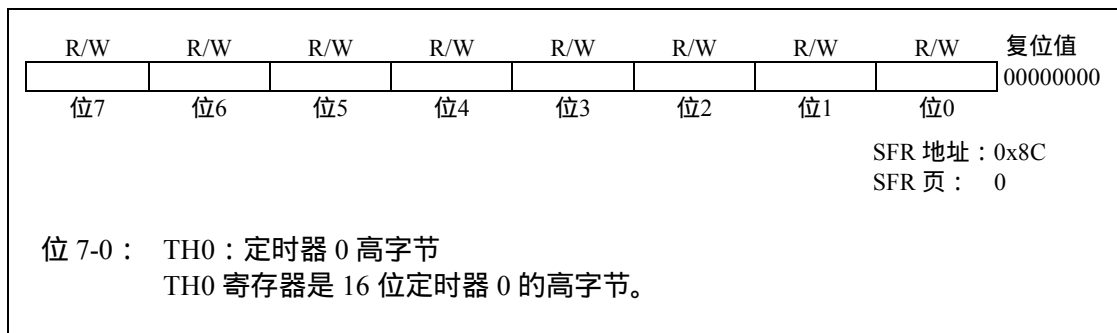 R/W R/W R/W R/W R/W R/W R/W R/W 复位值
00000000
位7 位6 位5 位4 位3 位2 位1 位0
SFR 地址：0x8C
SFR 页： 0
位 7-0： TH0：定时器 0 高字节
TH0 寄存器是 16 位定时器 0 的高字节。